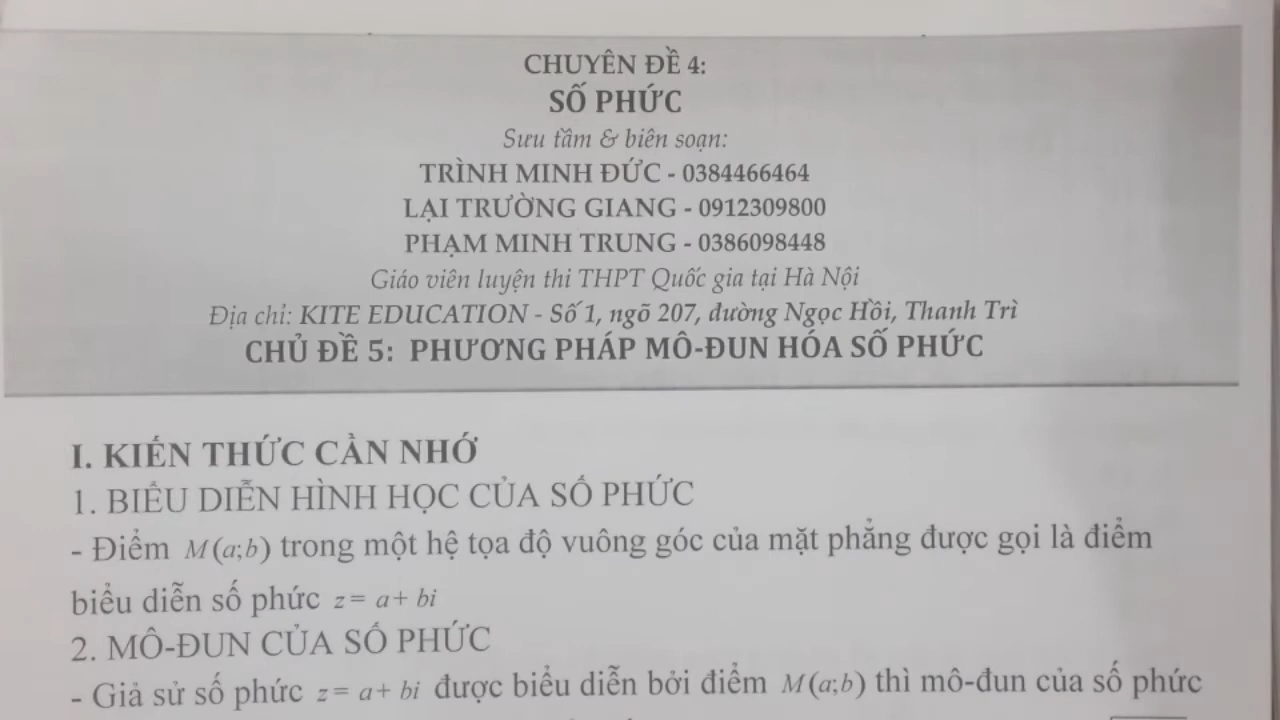 CHUYÊN ĐỀ 4:
SỐ PHỨC
Sưu tầm & biên soạn:
TRÌNH MINH ĐỨC - 0384466464
LẠI TRƯỜNG GIANG - 0912309800
PHẠM MINH TRUNG - 0386098448
Giáo viên luyện thi THPT Quốc gia tại Hà Nội
Địa chỉ: KITE EDUCATION - Số 1, ngõ 207, đường Ngọc Hồi, Thanh Trì
CHỦ ĐỀ 5: PHƯƠNG PHÁP MÔ-ĐUN HÓA SỐ PHỨC
I. KIẾN THỨC CẦN NHỚ
1. BIỂU DIỄN HÌNH HỌC CỦA SỐ PHỨC
- Điểm M(a;b) trong một hệ tọa độ vuông góc của mặt phẳng được gọi là điểm
biểu diễn số phức z = a + bi
2. MÔ-ĐUN CỦA SỐ PHỨC
- Giả sử số phức z = a + bi được biểu diễn bởi điểm M(a;b) thì mô-đun của số phức